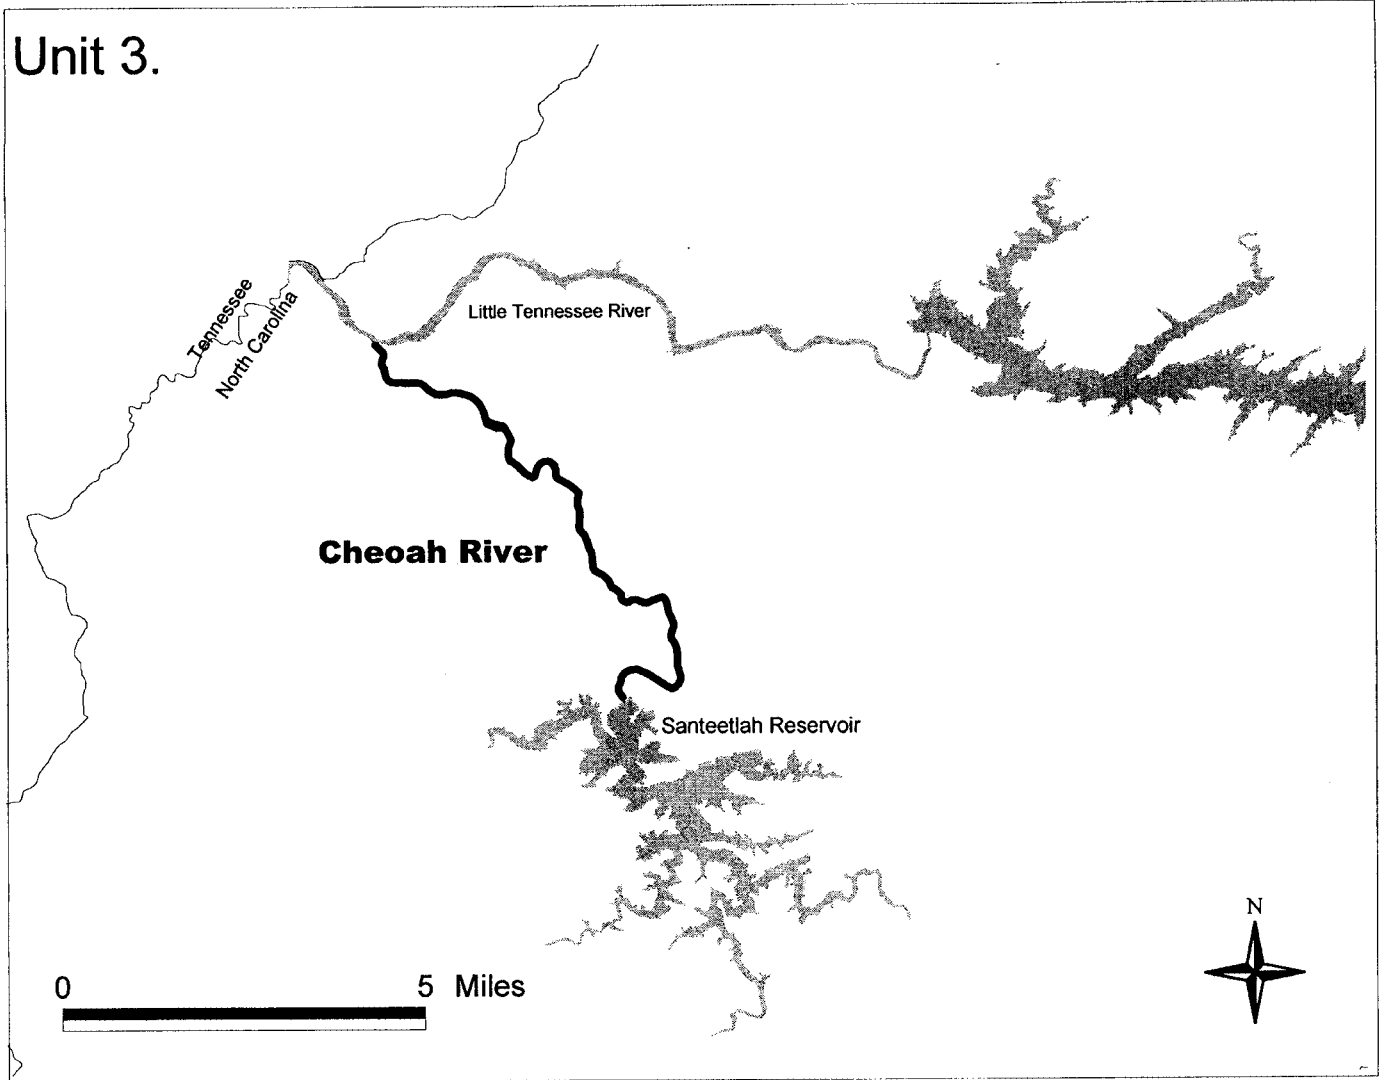 Unit 3.
Tennessee
North Carolina
Little Tennessee River
Cheoah River
Santeetlah Reservoir
N
0 5 Miles